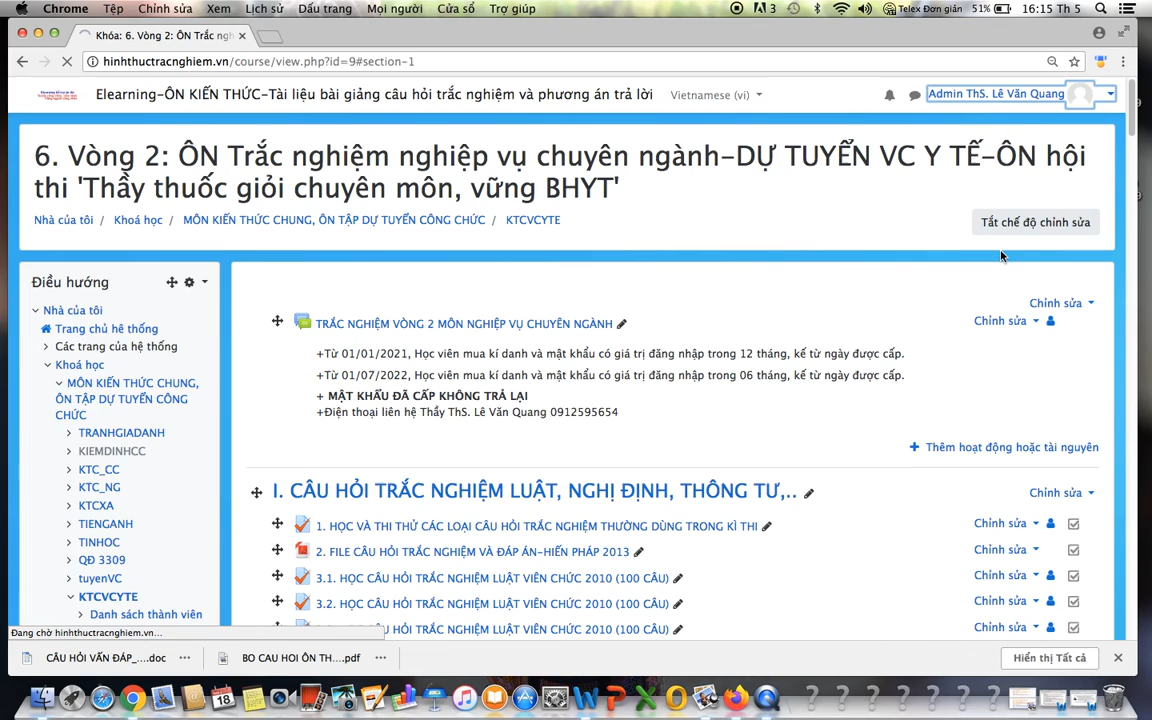 Chrome Tệp Chỉnh sửa Xem Lịch sử Dấu trang Mọi người Cửa sổ Trợ giúp 3 Telex Đơn giản 51% 16:15 Th 5
Khóa: 6. Vòng 2: ÔN Trắc ngh
hinhthuctracnghiem.vn/course/view.php?id=9#section-1
Elearning-ÔN KIẾN THỨC-Tài liệu bài giảng câu hỏi trắc nghiệm và phương án trả lời Vietnamese (vi) Admin ThS. Lê Văn Quang
6. Vòng 2: ÔN Trắc nghiệm nghiệp vụ chuyên ngành-DỰ TUYỂN VC Y TẾ-ÔN hội
thi 'Thầy thuốc giỏi chuyên môn, vững BHYT'
Nhà của tôi / Khoá học / MÔN KIẾN THỨC CHUNG, ÔN TẬP DỰ TUYỂN CÔNG CHỨC / KTCVCYTE
Tắt chế độ chỉnh sửa
Điều hướng
Nhà của tôi
Trang chủ hệ thống
Các trang của hệ thống
Khoá học
MÔN KIẾN THỨC CHUNG,
ÔN TẬP DỰ TUYỂN CÔNG
CHỨC
TRANHGIADANH
KIEMDINHCC
KTC_CC
KTC_NG
KTCXA
TIENGANH
TINHOC
QĐ 3309
tuyenVC
KTCVCYTE
Danh sách thành viên
Chỉnh sửa
TRẮC NGHIỆM VÒNG 2 MÔN NGHIỆP VỤ CHUYÊN NGÀNH Chỉnh sửa
+Từ 01/01/2021, Học viên mua kí danh và mật khẩu có giá trị đăng nhập trong 12 tháng, kế từ ngày được cấp.
+Từ 01/07/2022, Học viên mua kí danh và mật khẩu có giá trị đăng nhập trong 06 tháng, kế từ ngày được cấp.
+ MẬT KHẨU ĐÃ CẤP KHÔNG TRẢ LẠI
+Điện thoại liên hệ Thầy ThS. Lê Văn Quang 0912595654
Thêm hoạt động hoặc tài nguyên
I. CÂU HỎI TRẮC NGHIỆM LUẬT, NGHỊ ĐỊNH, THÔNG TƯ,.. Chỉnh sửa
1. HỌC VÀ THI THỬ CÁC LOẠI CÂU HỎI TRẮC NGHIỆM THƯỜNG DÙNG TRONG KÌ THI Chỉnh sửa
2. FILE CÂU HỎI TRẮC NGHIỆM VÀ ĐÁP ÁN-HIẾN PHÁP 2013 Chỉnh sửa
3.1. HỌC CÂU HỎI TRẮC NGHIỆM LUẬT VIÊN CHỨC 2010 (100 CÂU) Chỉnh sửa
3.2. HỌC CÂU HỎI TRẮC NGHIỆM LUẬT VIÊN CHỨC 2010 (100 CÂU) Chỉnh sửa
HỌC CÂU HỎI TRẮC NGHIỆM LUẬT VIÊN CHỨC 2010 (100 CÂU) Chỉnh sửa
Đang chờ hinhthuctracnghiem.vn...
CÂU HỎI VẤN ĐÁP_....doc BO CAU HOI ÔN TH....pdf Hiển thị Tất cả